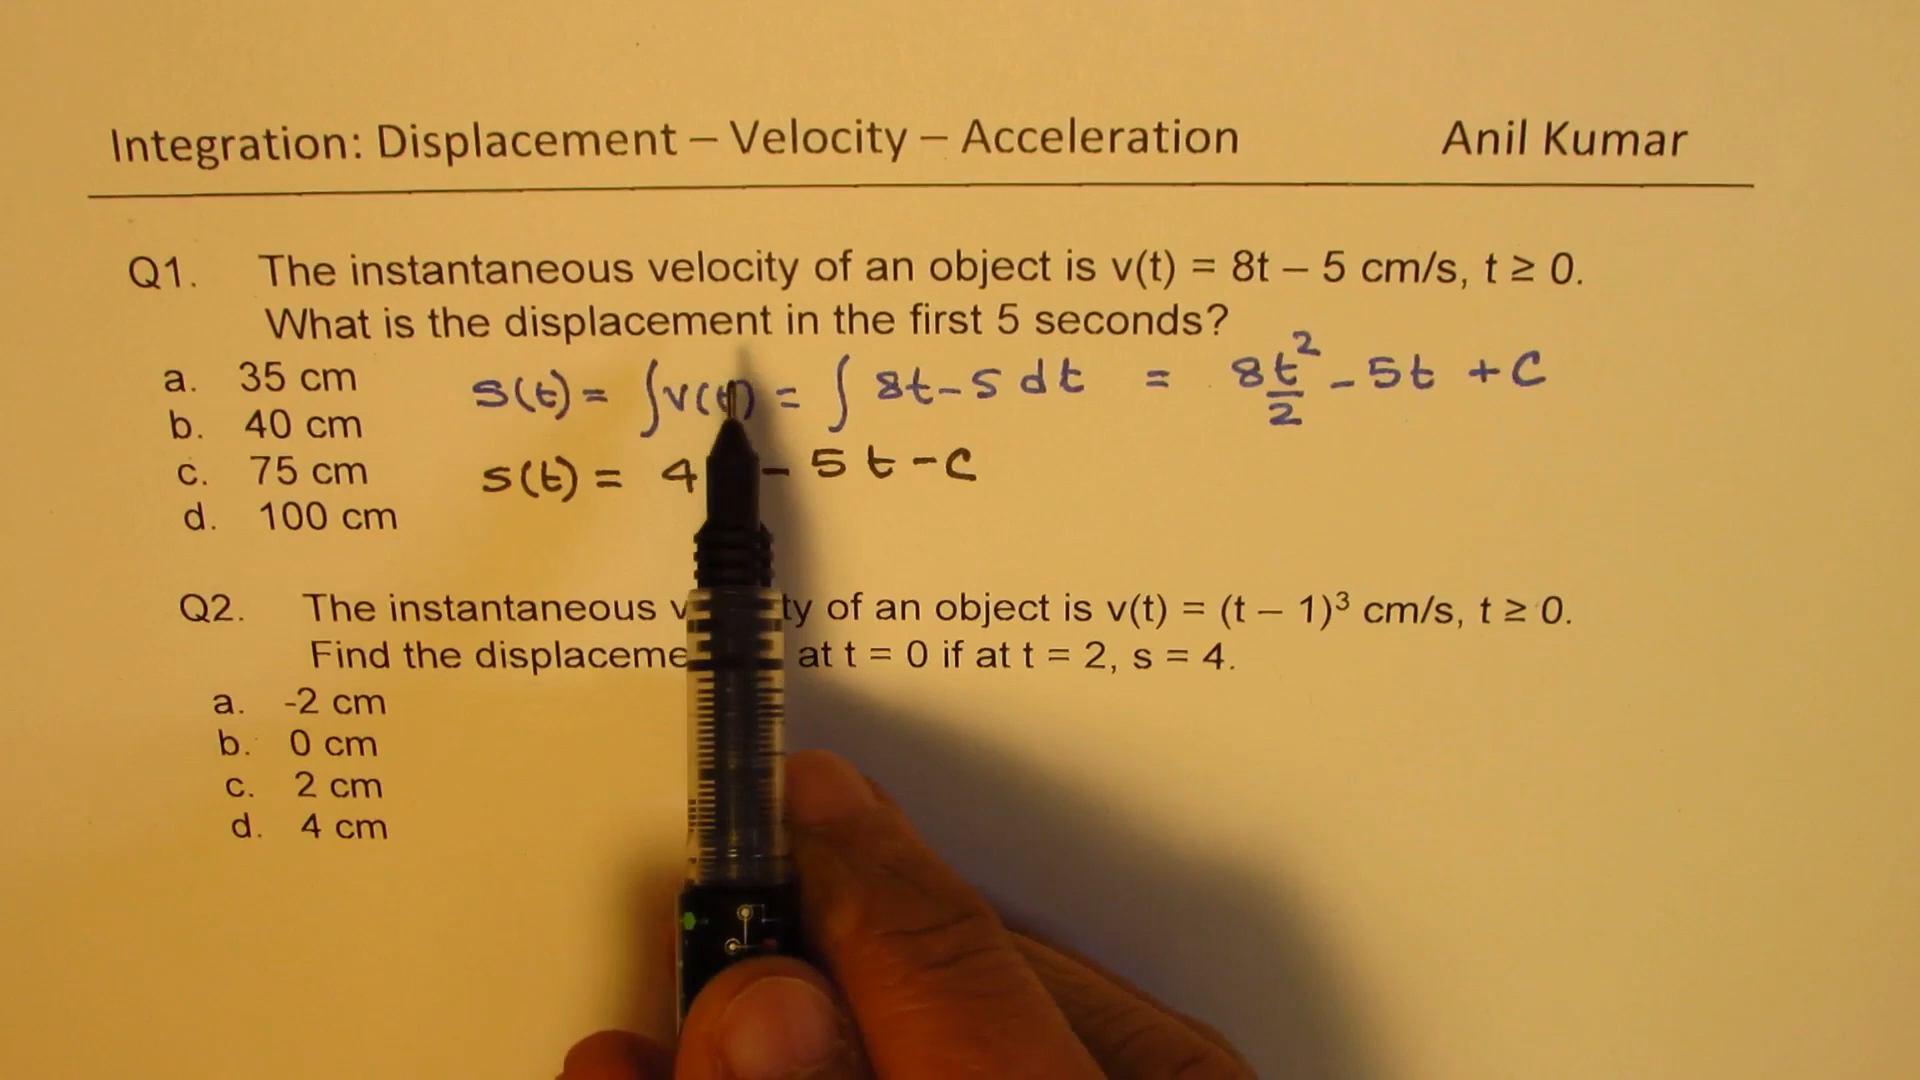 Integration: Displacement – Velocity – Acceleration Anil Kumar
Q1. The instantaneous velocity of an object is v(t) = 8t – 5 cm/s, t ≥ 0.
What is the displacement in the first 5 seconds?
a. 35 cm
b. 40 cm
c. 75 cm
d. 100 cm
s(t) = ∫v(t) = ∫ 8t - 5 dt = 8t²/2 - 5t + C
s(t) = 4 - 5t - C
Q2. The instantaneous v ty of an object is v(t) = (t – 1)³ cm/s, t ≥ 0.
Find the displaceme at t = 0 if at t = 2, s = 4.
a. -2 cm
b. 0 cm
c. 2 cm
d. 4 cm